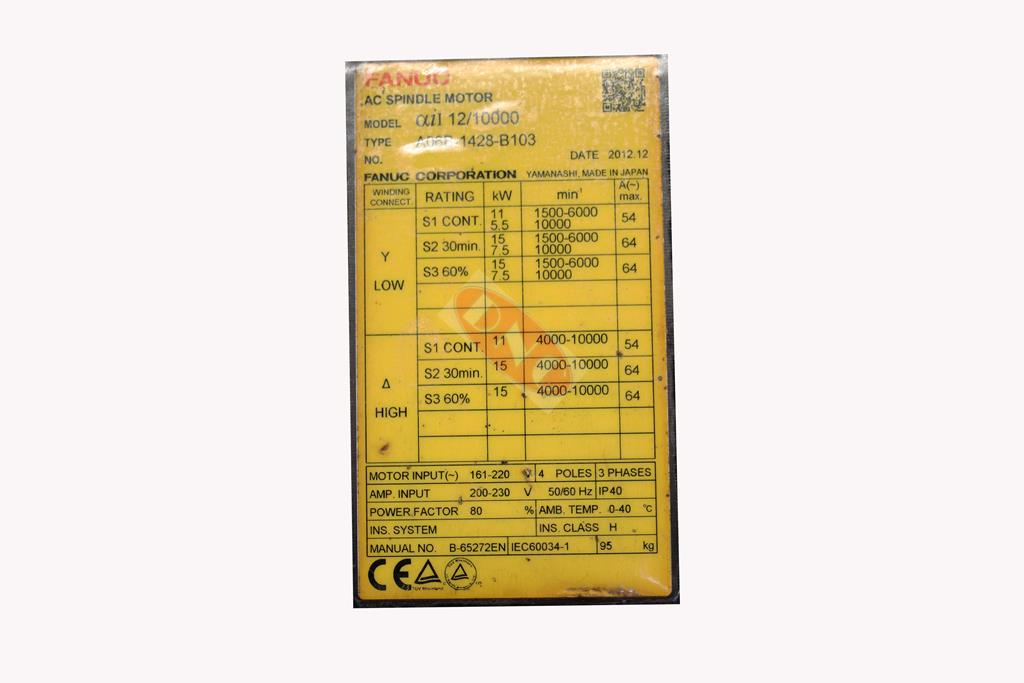 FANUC
AC SPINDLE MOTOR
MODEL αiI 12/10000
TYPE A06B-1428-B103
NO.
DATE 2012.12
FANUC CORPORATION YAMANASHI, MADE IN JAPAN
WINDING CONNECT. RATING kW min⁻¹ A(~) max.
Y LOW
S1 CONT. 11 1500-6000 54
5.5 10000
S2 30min. 15 1500-6000 64
7.5 10000
S3 60% 15 1500-6000 64
7.5 10000
Δ HIGH
S1 CONT. 11 4000-10000 54
S2 30min. 15 4000-10000 64
S3 60% 15 4000-10000 64
MOTOR INPUT(~) 161-220 V 4 POLES 3 PHASES
AMP. INPUT 200-230 V 50/60 Hz IP40
POWER.FACTOR 80 % AMB. TEMP. 0-40 °C
INS. SYSTEM INS. CLASS H
MANUAL NO. B-65272EN IEC60034-1 95 kg
CE
TÜV Rheinland